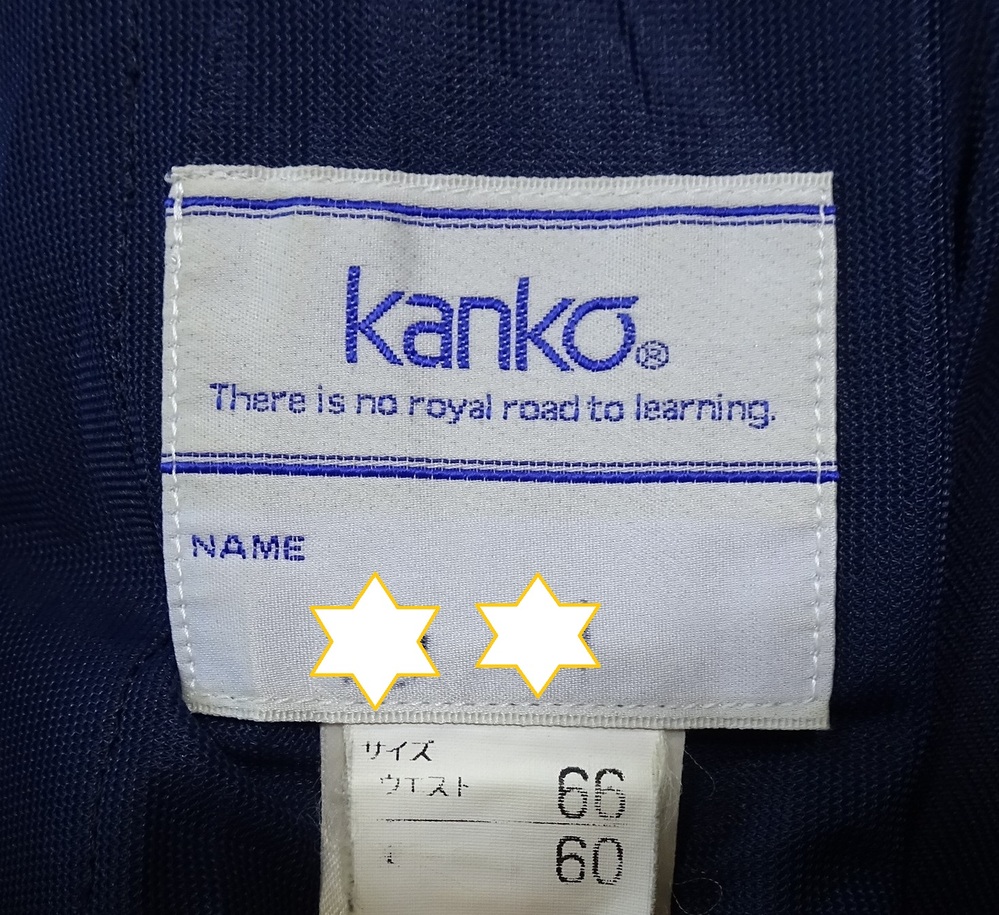 kanko®
There is no royal road to learning.
NAME
サイズ
ウエスト 66
60